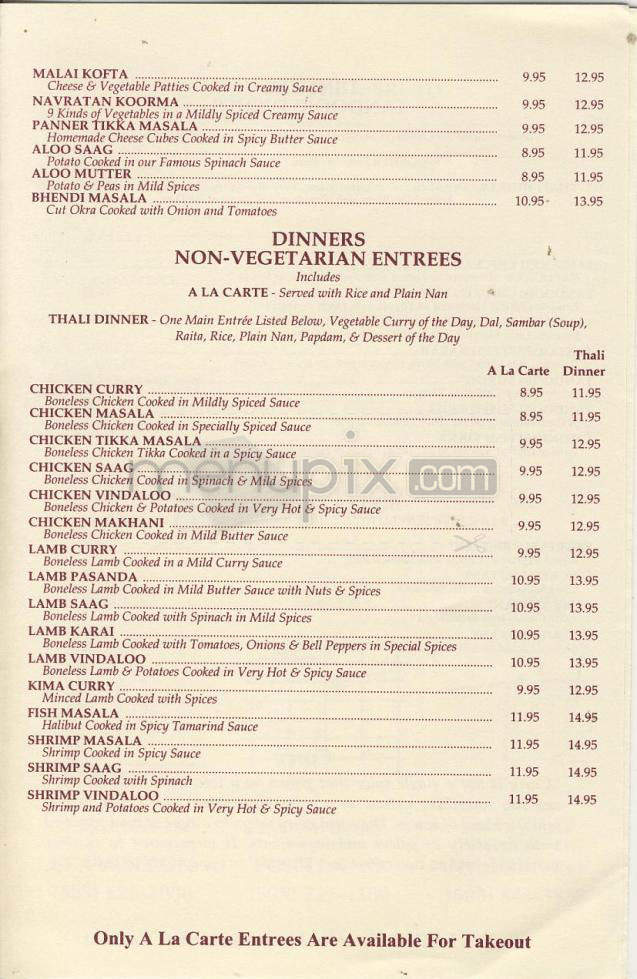 MALAI KOFTA ........ 9.95 12.95
Cheese & Vegetable Patties Cooked in Creamy Sauce
NAVRATAN KOORMA ........ 9.95 12.95
9 Kinds of Vegetables in a Mildly Spiced Creamy Sauce
PANNER TIKKA MASALA ........ 9.95 12.95
Homemade Cheese Cubes Cooked in Spicy Butter Sauce
ALOO SAAG ........ 8.95 11.95
Potato Cooked in our Famous Spinach Sauce
ALOO MUTTER ........ 8.95 11.95
Potato & Peas in Mild Spices
BHENDI MASALA ........ 10.95 13.95
Cut Okra Cooked with Onion and Tomatoes
DINNERS
NON-VEGETARIAN ENTREES
Includes
A LA CARTE - Served with Rice and Plain Nan
THALI DINNER - One Main Entrée Listed Below, Vegetable Curry of the Day, Dal, Sambar (Soup),
Raita, Rice, Plain Nan, Papdam, & Dessert of the Day
Thali
A La Carte Dinner
CHICKEN CURRY ........ 8.95 11.95
Boneless Chicken Cooked in Mildly Spiced Sauce
CHICKEN MASALA ........ 8.95 11.95
Boneless Chicken Cooked in Specially Spiced Sauce
CHICKEN TIKKA MASALA ........ 9.95 12.95
Boneless Chicken Tikka Cooked in a Spicy Sauce
CHICKEN SAAG ........ 9.95 12.95
Boneless Chicken Cooked in Spinach & Mild Spices
menupix.com
CHICKEN VINDALOO ........ 9.95 12.95
Boneless Chicken & Potatoes Cooked in Very Hot & Spicy Sauce
CHICKEN MAKHANI ........ 9.95 12.95
Boneless Chicken Cooked in Mild Butter Sauce
LAMB CURRY ........ 9.95 12.95
Boneless Lamb Cooked in a Mild Curry Sauce
LAMB PASANDA ........ 10.95 13.95
Boneless Lamb Cooked in Mild Butter Sauce with Nuts & Spices
LAMB SAAG ........ 10.95 13.95
Boneless Lamb Cooked with Spinach in Mild Spices
LAMB KARAI ........ 10.95 13.95
Boneless Lamb Cooked with Tomatoes, Onions & Bell Peppers in Special Spices
LAMB VINDALOO ........ 10.95 13.95
Boneless Lamb & Potatoes Cooked in Very Hot & Spicy Sauce
KIMA CURRY ........ 9.95 12.95
Minced Lamb Cooked with Spices
FISH MASALA ........ 11.95 14.95
Halibut Cooked in Spicy Tamarind Sauce
SHRIMP MASALA ........ 11.95 14.95
Shrimp Cooked in Spicy Sauce
SHRIMP SAAG ........ 11.95 14.95
Shrimp Cooked with Spinach
SHRIMP VINDALOO ........ 11.95 14.95
Shrimp and Potatoes Cooked in Very Hot & Spicy Sauce
Only A La Carte Entrees Are Available For Takeout